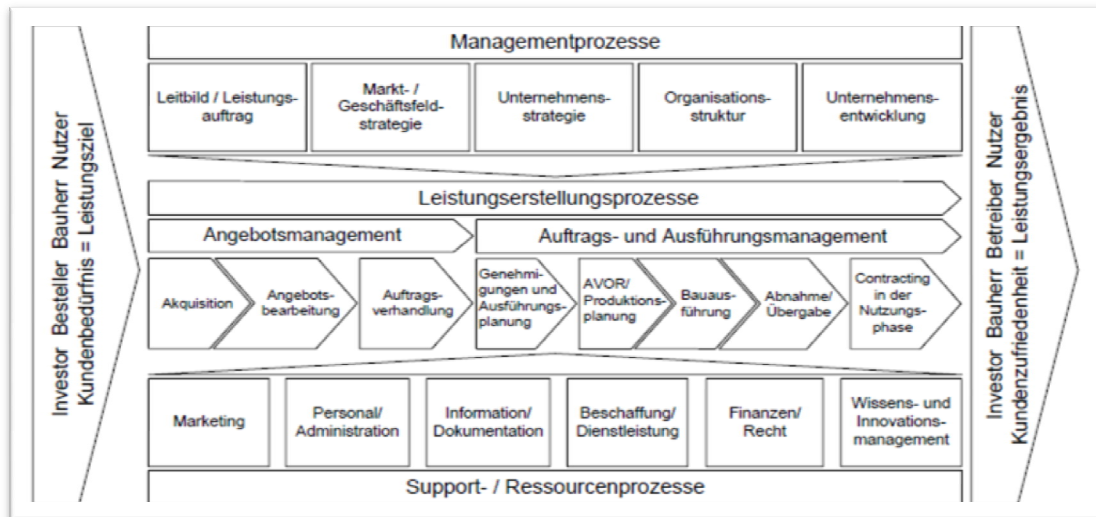 Investor Besteller Bauherr Nutzer
Kundenbedürfnis = Leistungsziel
Managementprozesse
Leitbild / Leistungs-
auftrag
Markt- /
Geschäftsfeld-
strategie
Unternehmens-
strategie
Organisations-
struktur
Unternehmens-
entwicklung
Leistungserstellungsprozesse
Angebotsmanagement
Auftrags- und Ausführungsmanagement
Akquisition
Angebots-
bearbeitung
Auftrags-
verhandlung
Genehmi-
gungen und
Ausführungs-
planung
AVOR/
Produktions-
planung
Bauaus-
führung
Abnahme/
Übergabe
Contracting
in der
Nutzungs-
phase
Marketing
Personal/
Administration
Information/
Dokumentation
Beschaffung/
Dienstleistung
Finanzen/
Recht
Wissens- und
Innovations-
management
Support- / Ressourcenprozesse
Investor Bauherr Betreiber Nutzer
Kundenzufriedenheit = Leistungsergebnis